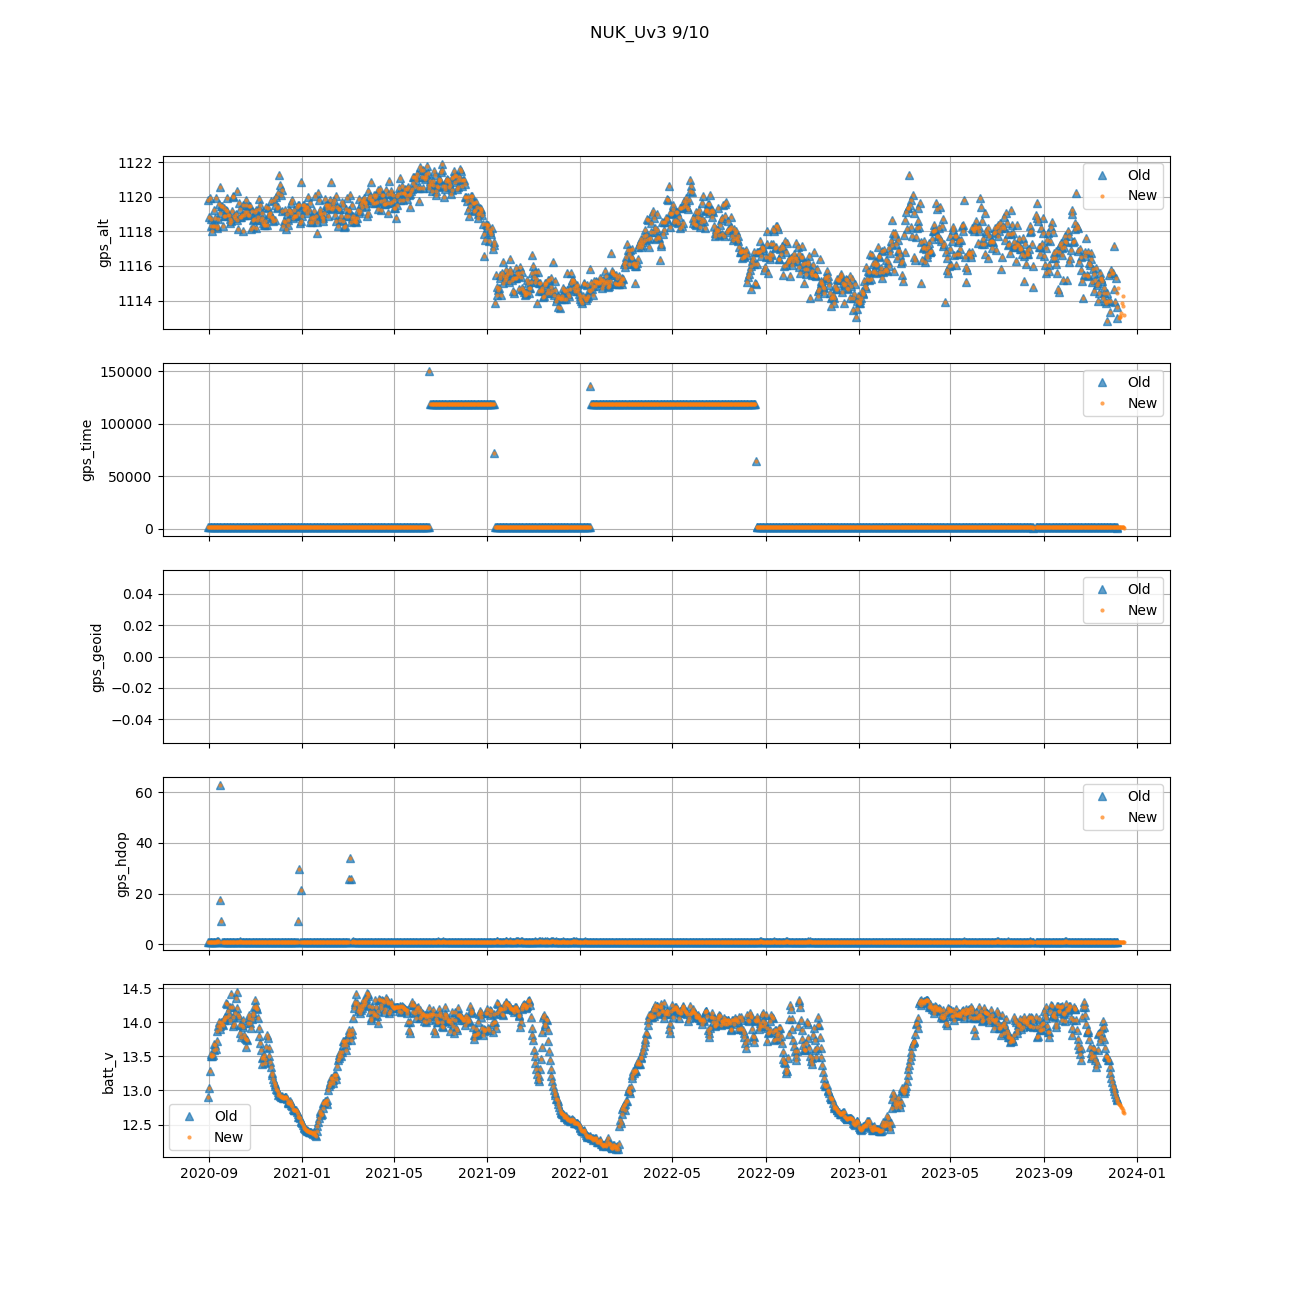 NUK_Uv3 9/10
1122
1120
1118
1116
1114
gps_alt
Old
New
150000
100000
50000
0
gps_time
Old
New
0.04
0.02
0.00
−0.02
−0.04
gps_geoid
Old
New
60
40
20
0
gps_hdop
Old
New
14.5
14.0
13.5
13.0
12.5
batt_v
Old
New
2020-09 2021-01 2021-05 2021-09 2022-01 2022-05 2022-09 2023-01 2023-05 2023-09 2024-01